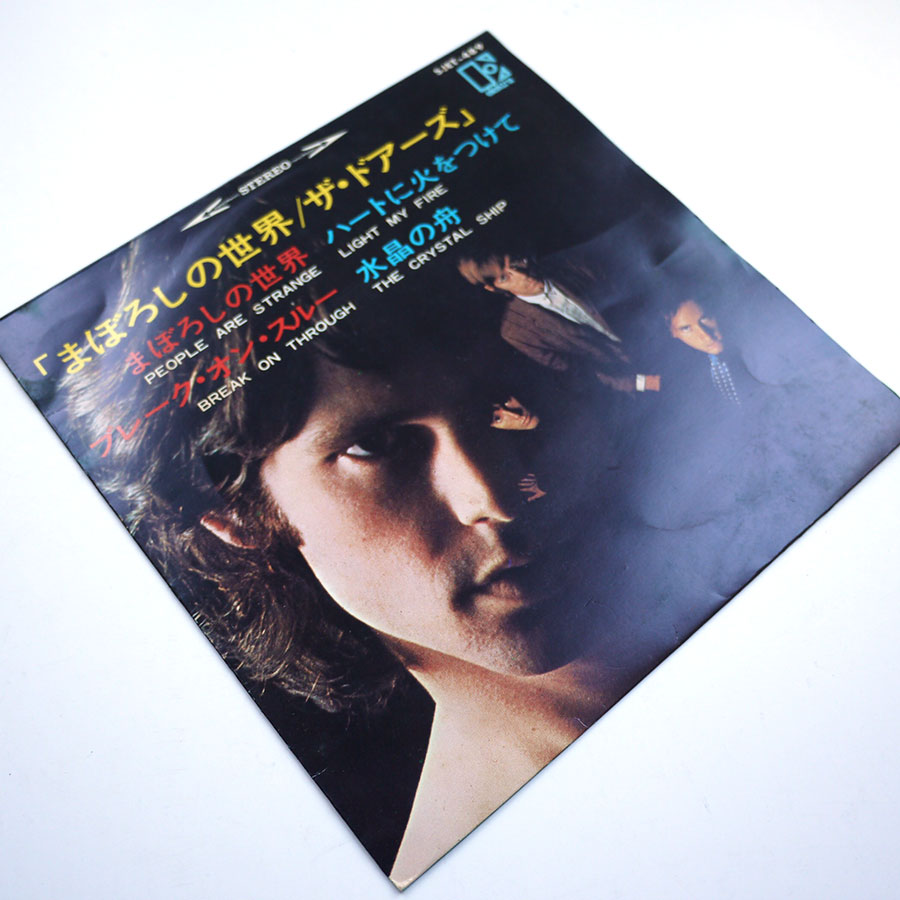 SJET-489
STEREO
「まぼろしの世界/ザ・ドアーズ」
まぼろしの世界 ハートに火をつけて
PEOPLE ARE STRANGE LIGHT MY FIRE
ブレーク・オン・スルー 水晶の舟
BREAK ON THROUGH THE CRYSTAL SHIP